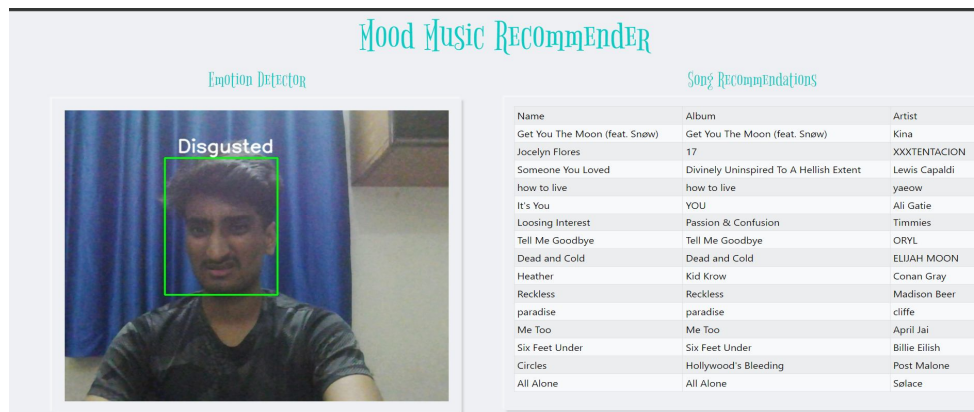 Mood Music Recommender
Emotion Detector
Song Recommendations
Disgusted
Name Album Artist
Get You The Moon (feat. Snøw) Get You The Moon (feat. Snøw) Kina
Jocelyn Flores 17 XXXTENTACION
Someone You Loved Divinely Uninspired To A Hellish Extent Lewis Capaldi
how to live how to live yaeow
It's You YOU Ali Gatie
Loosing Interest Passion & Confusion Timmies
Tell Me Goodbye Tell Me Goodbye ORYL
Dead and Cold Dead and Cold ELIJAH MOON
Heather Kid Krow Conan Gray
Reckless Reckless Madison Beer
paradise paradise cliffe
Me Too Me Too April Jai
Six Feet Under Six Feet Under Billie Eilish
Circles Hollywood's Bleeding Post Malone
All Alone All Alone Sølace